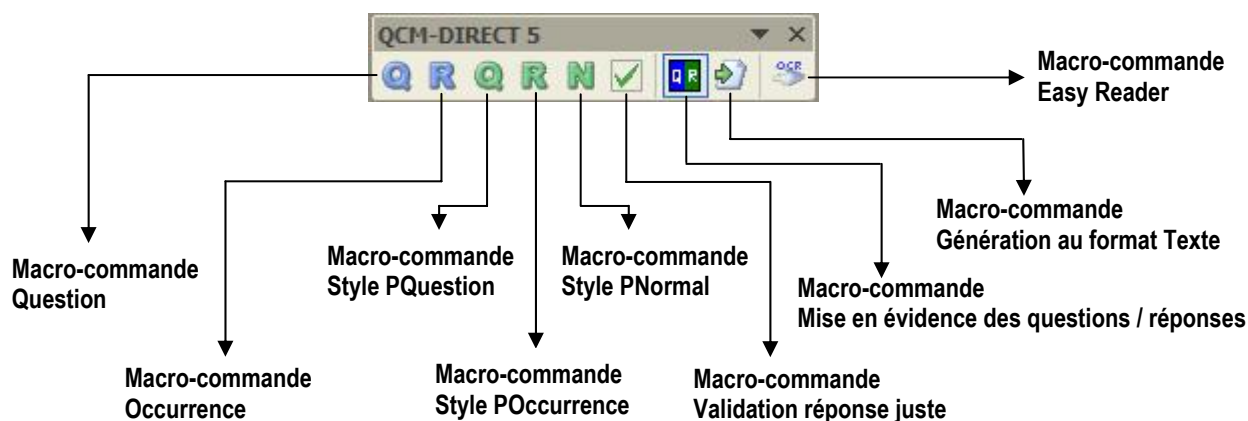 QCM-DIRECT 5
Q R Q R N Q R OCR
Macro-commande
Easy Reader
Macro-commande
Génération au format Texte
Macro-commande
Question
Macro-commande
Style PQuestion
Macro-commande
Style PNormal
Macro-commande
Mise en évidence des questions / réponses
Macro-commande
Occurrence
Macro-commande
Style POccurrence
Macro-commande
Validation réponse juste